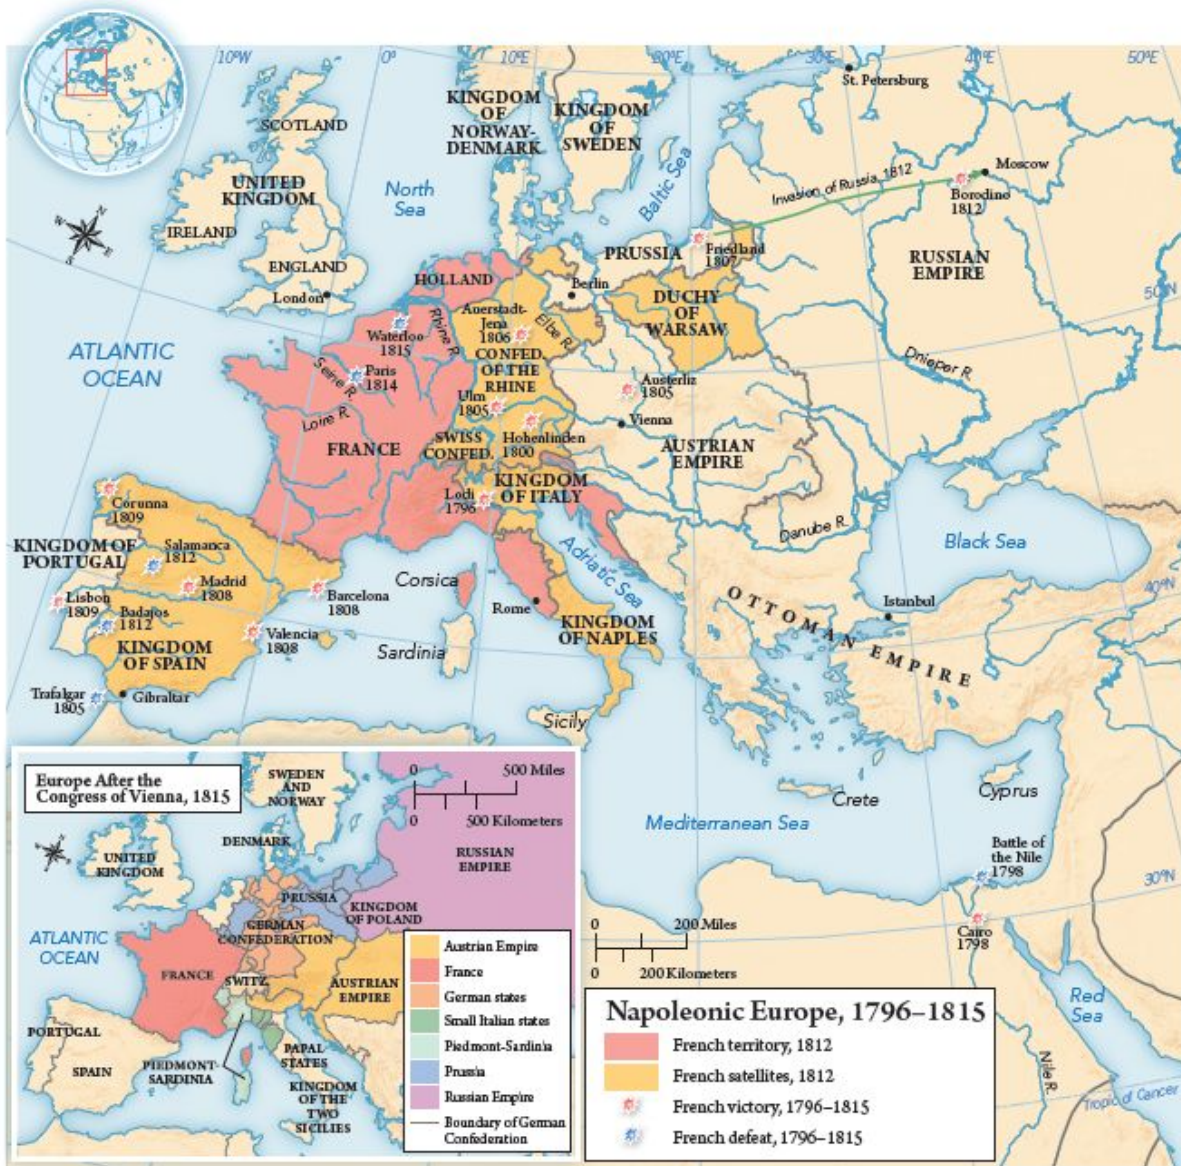 10°W
0°
10°E
20°E
30°E
40°E
50°E
St. Petersburg
KINGDOM
OF
NORWAY-
DENMARK
KINGDOM
OF
SWEDEN
SCOTLAND
UNITED
KINGDOM
IRELAND
ENGLAND
London
North
Sea
Baltic Sea
Invasion of Russia, 1812
Moscow
Borodino
1812
N
W
E
S
PRUSSIA
Friedland
1807
RUSSIAN
EMPIRE
50°N
HOLLAND
Berlin
DUCHY
OF
WARSAW
ATLANTIC
OCEAN
Waterloo
1815
Rhine R.
Auerstadt-
Jena
1806
Elbe R.
CONFED.
OF THE
RHINE
Seine R.
Paris
1814
Loire R.
Ulm
1805
Austerliz
1805
Vienna
Dnieper R.
FRANCE
SWISS
CONFED.
Hohenlinden
1800
AUSTRIAN
EMPIRE
Lodi
1796
KINGDOM
OF ITALY
Corunna
1809
KINGDOM OF
PORTUGAL
Salamanca
1812
Madrid
1808
Lisbon
1809
Badajos
1812
Barcelona
1808
Valencia
1808
KINGDOM
OF SPAIN
Trafalgar
1805
Gibraltar
Corsica
Sardinia
Rome
Adriatic Sea
KINGDOM
OF NAPLES
Sicily
Danube R.
Black Sea
40°N
Istanbul
OTTOMAN EMPIRE
Crete
Cyprus
Mediterranean Sea
Battle of
the Nile
1798
30°N
Cairo
1798
Red
Sea
Nile R.
Tropic of Cancer
0
200 Miles
0
200 Kilometers
Europe After the
Congress of Vienna, 1815
0
500 Miles
0
500 Kilometers
SWEDEN
AND
NORWAY
DENMARK
UNITED
KINGDOM
RUSSIAN
EMPIRE
PRUSSIA
KINGDOM
OF POLAND
GERMAN
CONFEDERATION
ATLANTIC
OCEAN
FRANCE
SWITZ.
AUSTRIAN
EMPIRE
PORTUGAL
SPAIN
PIEDMONT-
SARDINIA
PAPAL
STATES
KINGDOM
OF THE
TWO
SICILIES
Austrian Empire
France
German states
Small Italian states
Piedmont-Sardinia
Prussia
Russian Empire
Boundary of German
Confederation
Napoleonic Europe, 1796–1815
French territory, 1812
French satellites, 1812
French victory, 1796–1815
French defeat, 1796–1815